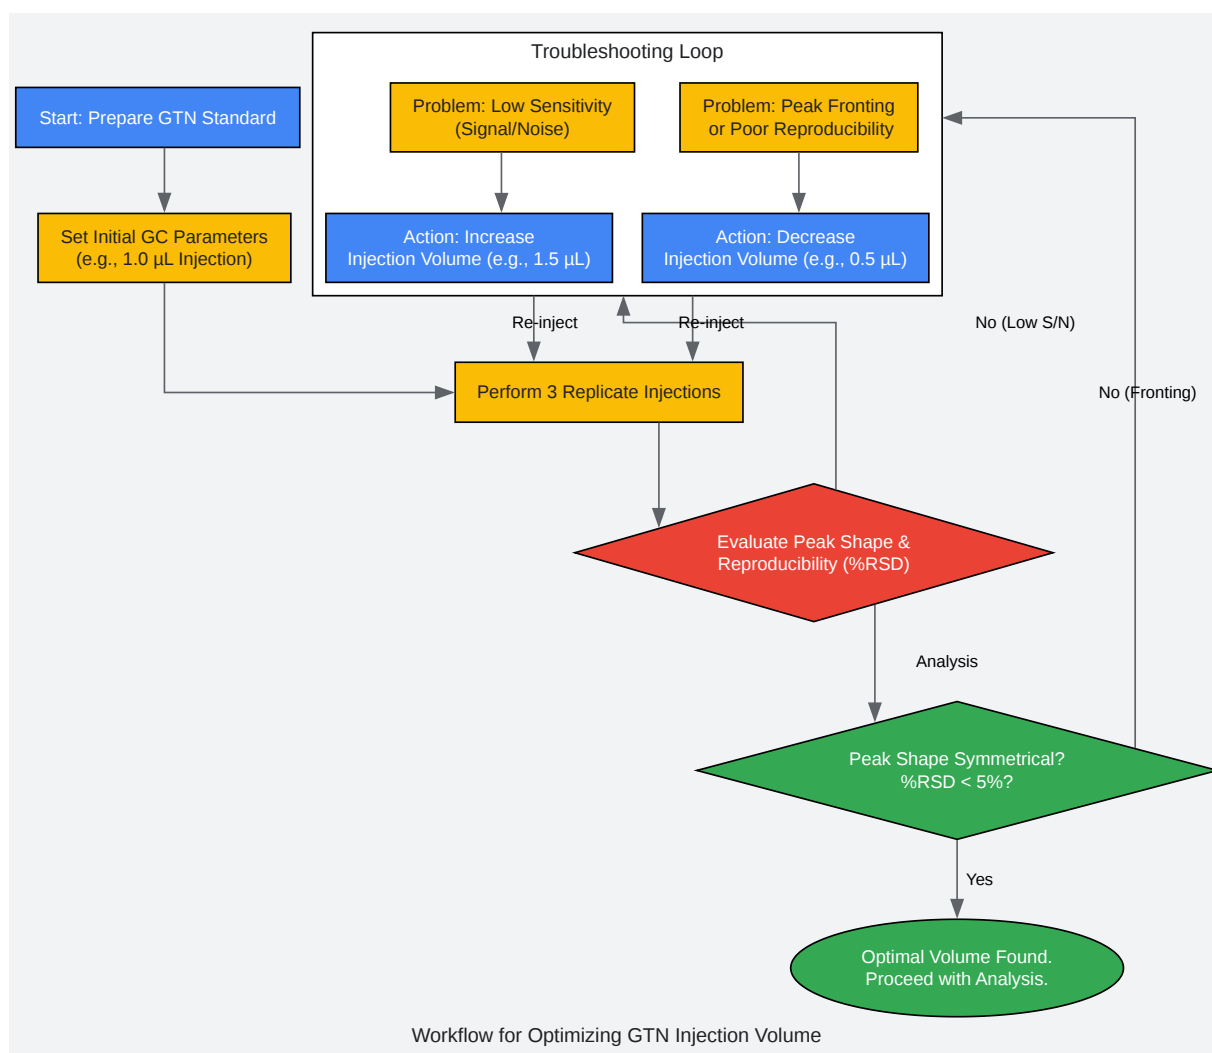 Troubleshooting Loop
Start: Prepare GTN Standard
Problem: Low Sensitivity
(Signal/Noise)
Problem: Peak Fronting
or Poor Reproducibility
Set Initial GC Parameters
(e.g., 1.0 µL Injection)
Action: Increase
Injection Volume (e.g., 1.5 µL)
Action: Decrease
Injection Volume (e.g., 0.5 µL)
Re-inject
Re-inject
No (Low S/N)
Perform 3 Replicate Injections
No (Fronting)
Evaluate Peak Shape &
Reproducibility (%RSD)
Analysis
Peak Shape Symmetrical?
%RSD < 5%?
Yes
Optimal Volume Found.
Proceed with Analysis.
Workflow for Optimizing GTN Injection Volume